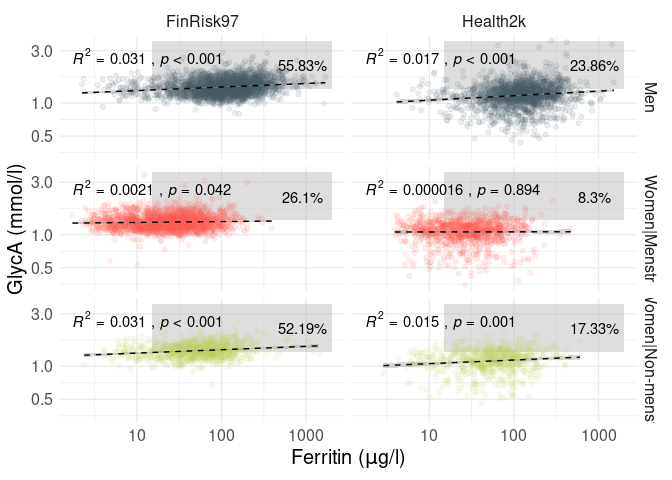 FinRisk97 Health2k
3.0
R² = 0.031 , p < 0.001 55.83%
R² = 0.017 , p < 0.001 23.86%
Men
1.0
0.5
3.0
R² = 0.0021 , p = 0.042 26.1%
R² = 0.000016 , p = 0.894 8.3%
Women|Menstr
1.0
0.5
3.0
R² = 0.031 , p < 0.001 52.19%
R² = 0.015 , p = 0.001 17.33%
Women|Non-mens
1.0
0.5
GlycA (mmol/l)
10 100 1000 10 100 1000
Ferritin (µg/l)